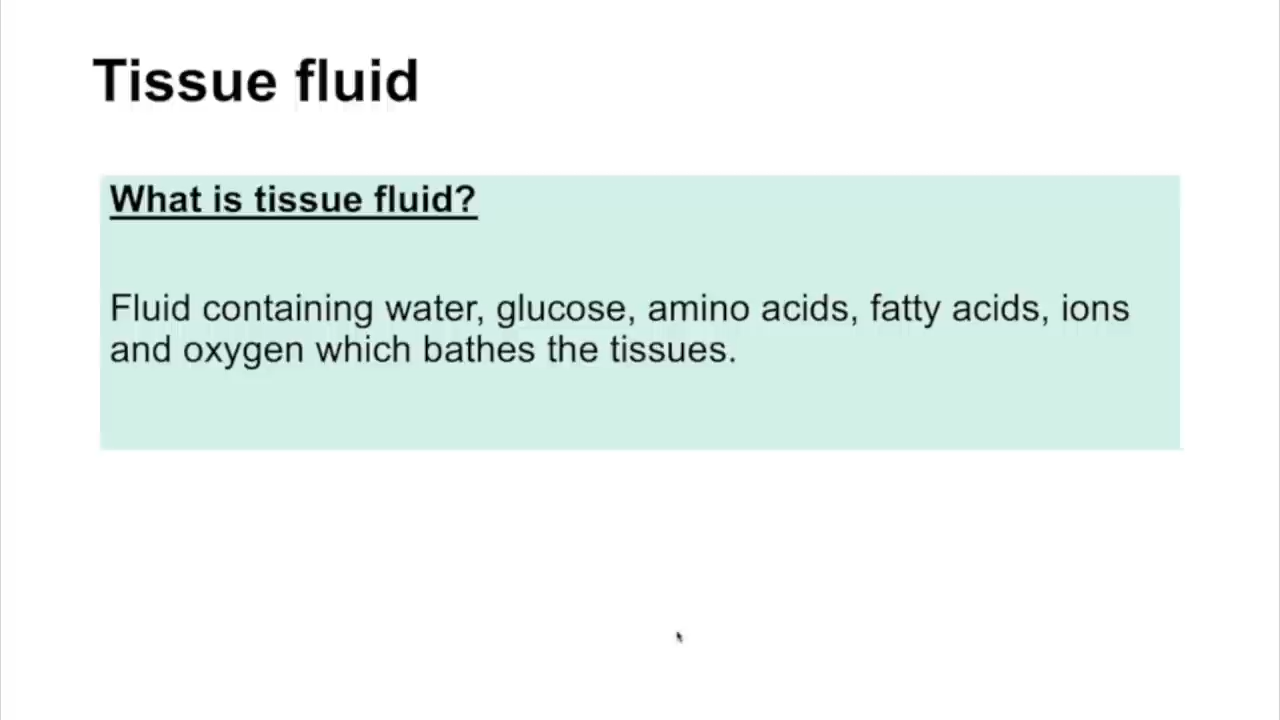 Tissue fluid
What is tissue fluid?
Fluid containing water, glucose, amino acids, fatty acids, ions
and oxygen which bathes the tissues.